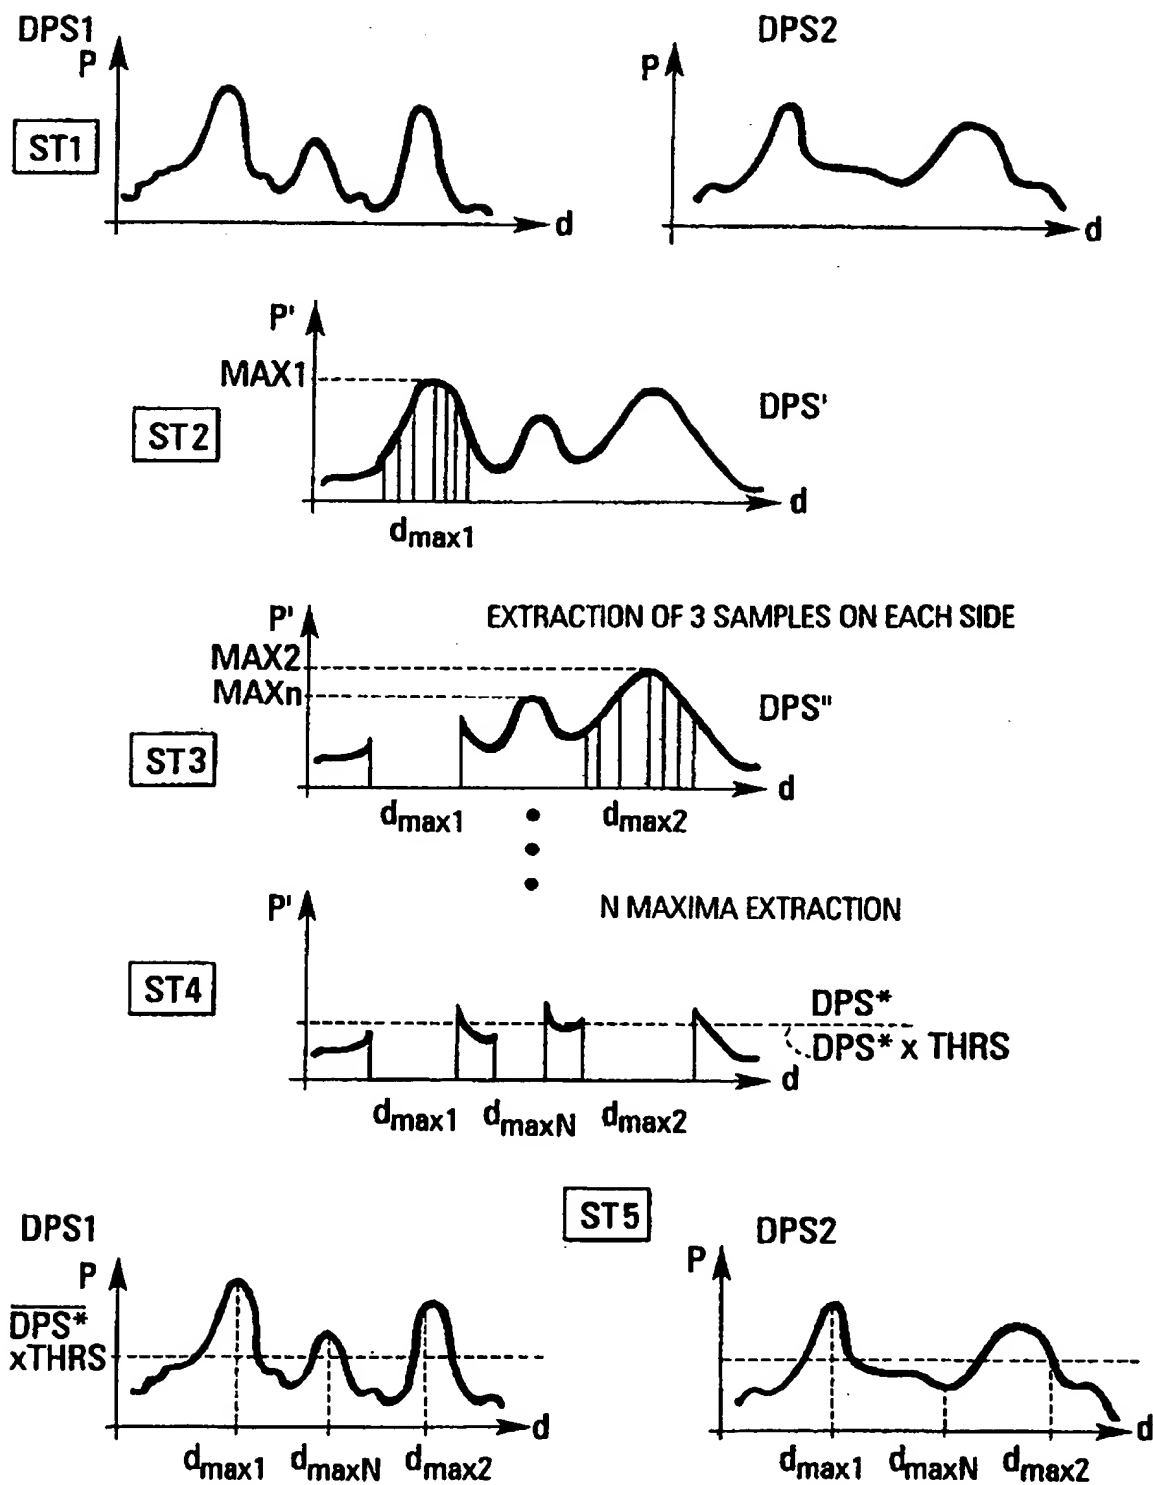 DPS1
P
ST1
d
DPS2
P
d
P'
MAX1
ST2
DPS'
d
dmax1
P'
EXTRACTION OF 3 SAMPLES ON EACH SIDE
MAX2
MAXn
DPS"
ST3
d
dmax1
dmax2
P'
N MAXIMA EXTRACTION
ST4
DPS*
DPS* x THRS
d
dmax1
dmaxN
dmax2
ST5
DPS1
P
DPS*
xTHRS
d
dmax1
dmaxN
dmax2
DPS2
P
d
dmax1
dmaxN
dmax2